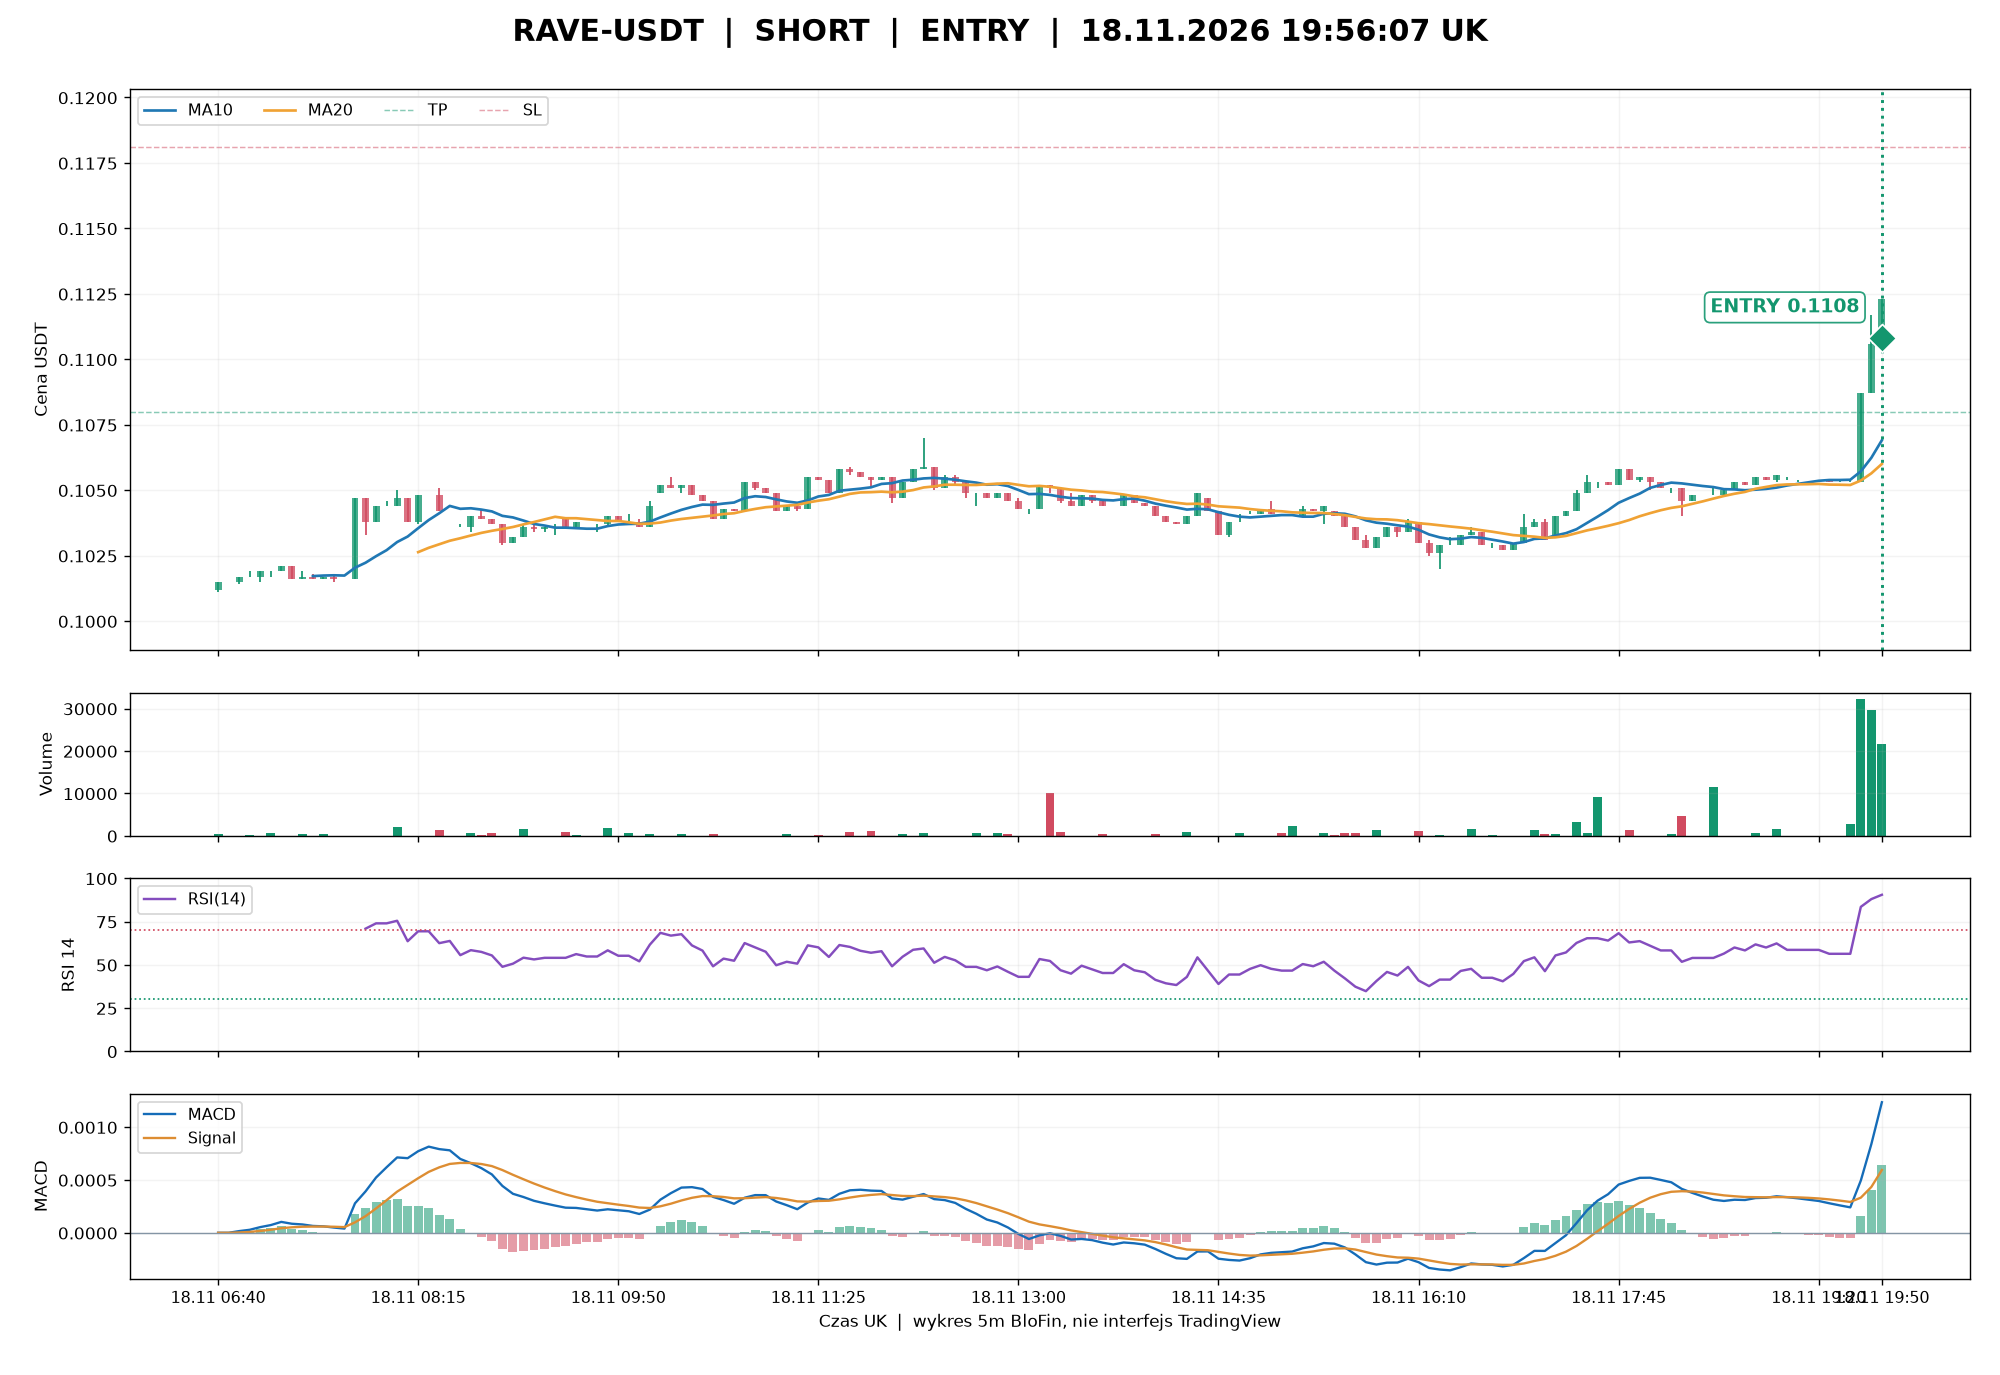 RAVE-USDT | SHORT | ENTRY | 18.11.2026 19:56:07 UK
MA10 MA20 TP SL
0.1200
0.1175
0.1150
0.1125
0.1100
0.1075
0.1050
0.1025
0.1000
Cena USDT
ENTRY 0.1108
30000
20000
10000
0
Volume
RSI(14)
100
75
50
25
0
RSI 14
MACD
Signal
0.0010
0.0005
0.0000
MACD
18.11 06:40 18.11 08:15 18.11 09:50 18.11 11:25 18.11 13:00 18.11 14:35 18.11 16:10 18.11 17:45 18.11 19:20 18.11 19:50
Czas UK | wykres 5m BloFin, nie interfejs TradingView